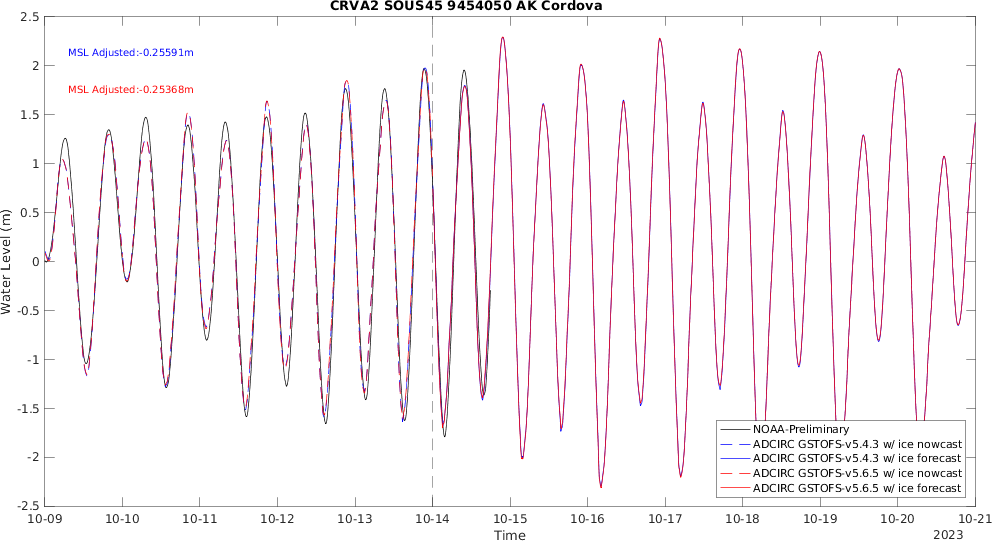 CRVA2 SOUS45 9454050 AK Cordova
2.5
2
1.5
1
0.5
0
-0.5
-1
-1.5
-2
-2.5
Water Level (m)
MSL Adjusted:-0.25591m
MSL Adjusted:-0.25368m
NOAA-Preliminary
ADCIRC GSTOFS-v5.4.3 w/ ice nowcast
ADCIRC GSTOFS-v5.4.3 w/ ice forecast
ADCIRC GSTOFS-v5.6.5 w/ ice nowcast
ADCIRC GSTOFS-v5.6.5 w/ ice forecast
10-09 10-10 10-11 10-12 10-13 10-14 10-15 10-16 10-17 10-18 10-19 10-20 10-21
Time
2023